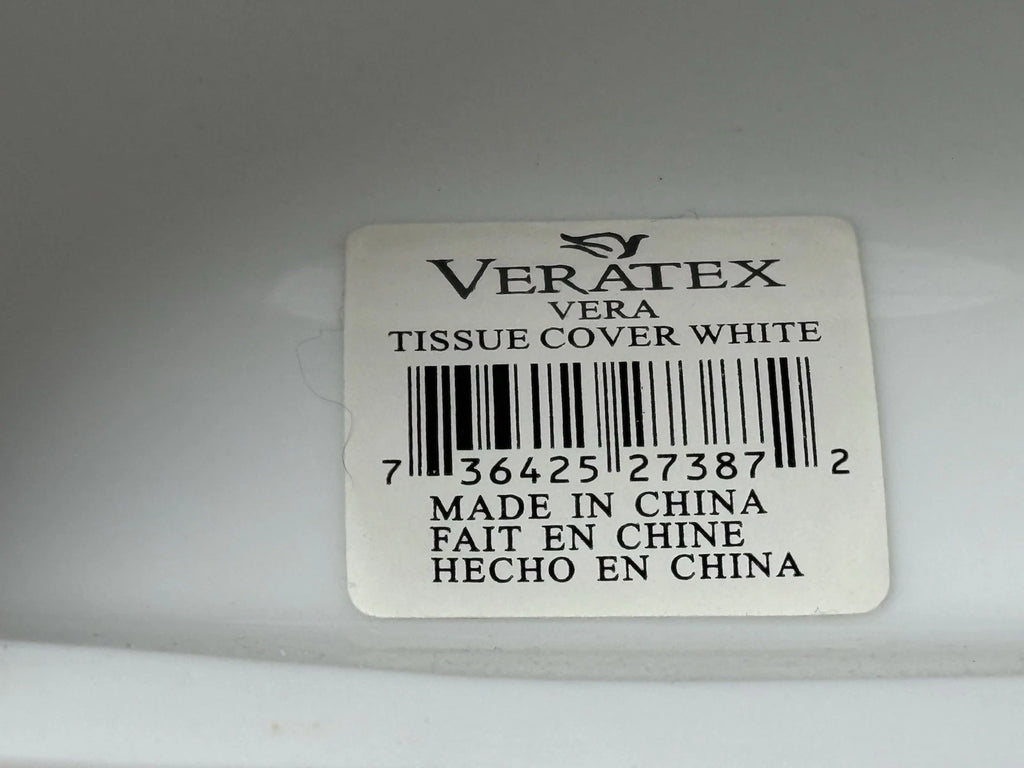 VERATEX
VERA
TISSUE COVER WHITE
7 36425 27387 2
MADE IN CHINA
FAIT EN CHINE
HECHO EN CHINA